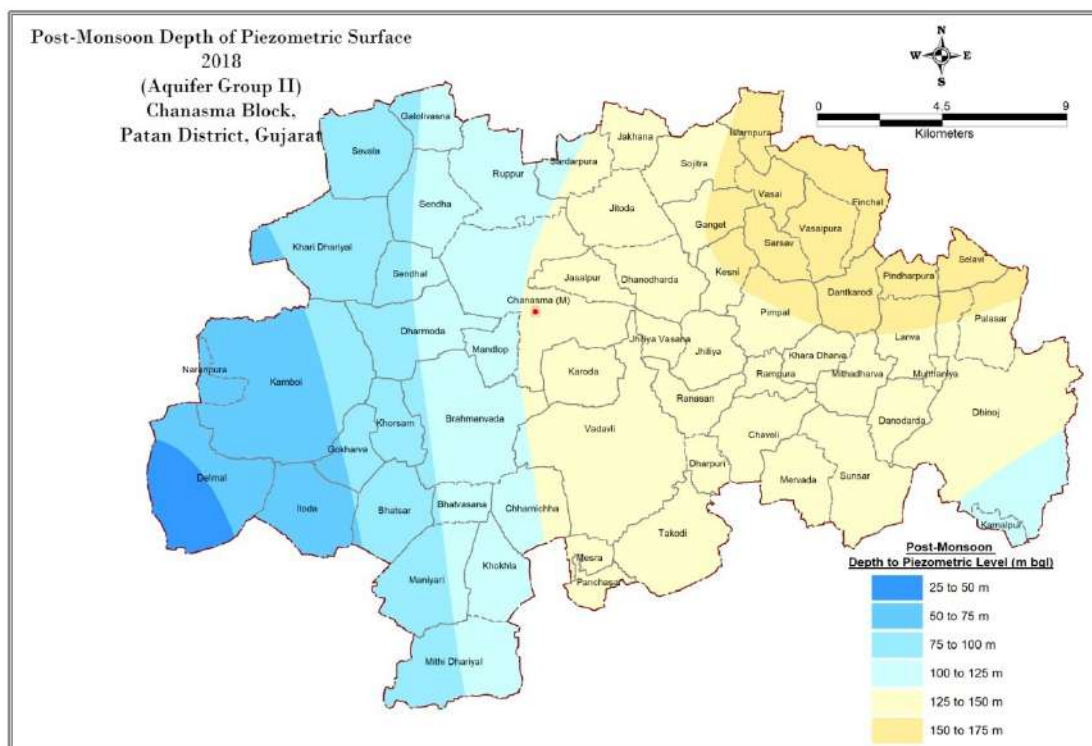 Post-Monsoon Depth of Piezometric Surface
2018
(Aquifer Group II)
Chanasma Block,
Patan District, Gujarat
N
W E
S
0 4.5 9
Kilometers
Galolivasna
Sevala
Ruppur
Sardarpura
Jakhana
Sojitra
Islampura
Sendha
Vasai
Finchal
Jitoda
Ganget
Vasaipura
Khari Dhariyal
Sarsav
Sendhal
Jasalpur
Dhanodharda
Kesni
Pindharpura
Selavi
Dantkarodi
Chanasma (M)
Pimpal
Palasar
Dharmoda
Mandlop
Jhiliya Vasana
Jhiliya
Larwa
Khara Dharva
Naranpura
Kamboi
Karoda
Rampura
Mithadharva
Dhinoj
Ranasan
Brahmanvada
Khorsam
Vadavli
Danodarda
Gokharva
Chaveli
Delmal
Dharpuri
Mervada
Sunsar
Itoda
Bhatsar
Bhatvasana
Chhamichha
Kamalpur
Takodi
Mesra
Khokhla
Maniyari
Panchasar
Mithi Dhariyal
Post-Monsoon
Depth to Piezometric Level (m bgl)
25 to 50 m
50 to 75 m
75 to 100 m
100 to 125 m
125 to 150 m
150 to 175 m